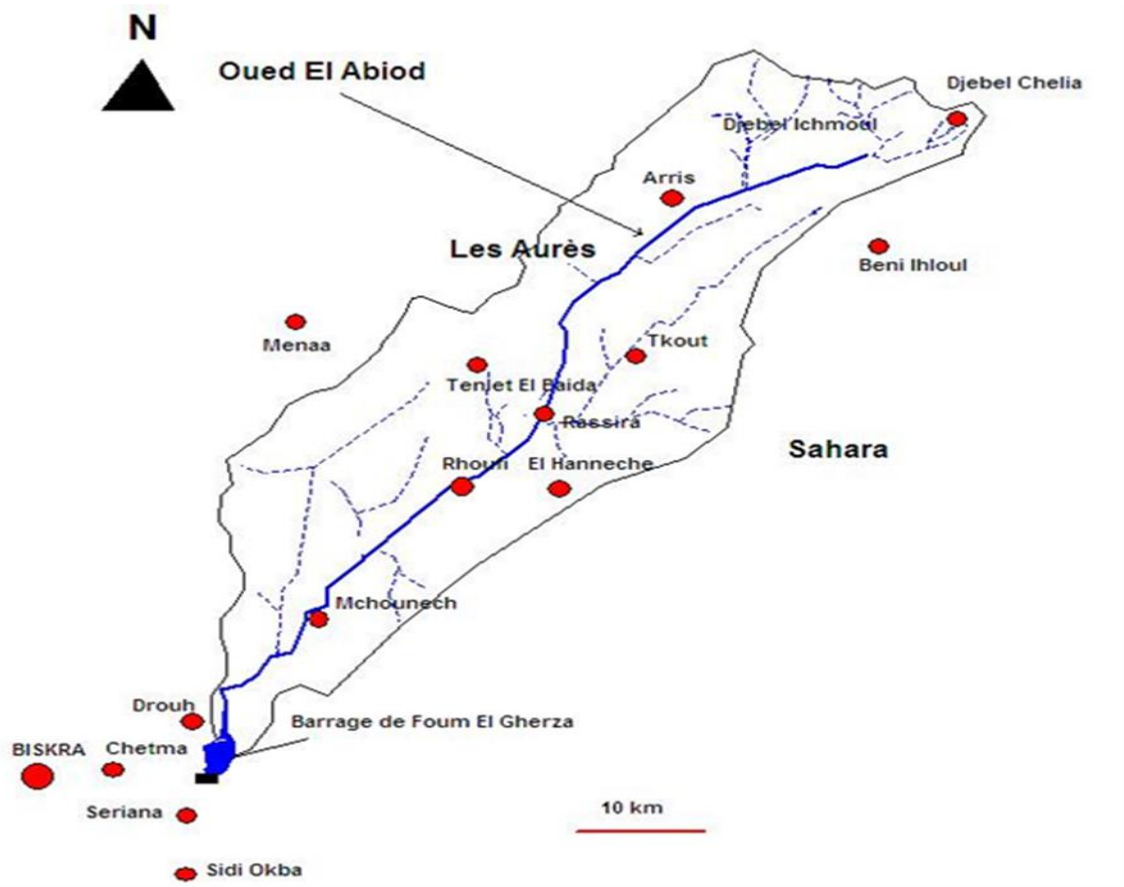 N
Oued El Abiod
Djebel Chelia
Djebel Ichmoul
Arris
Les Aurès
Beni Ihloul
Menaa
Tkout
Teniet El Baida
Rassira
Sahara
Rhoufi
El Hanneche
Mchounech
Drouh
Barrage de Foum El Gherza
BISKRA
Chetma
10 km
Seriana
Sidi Okba